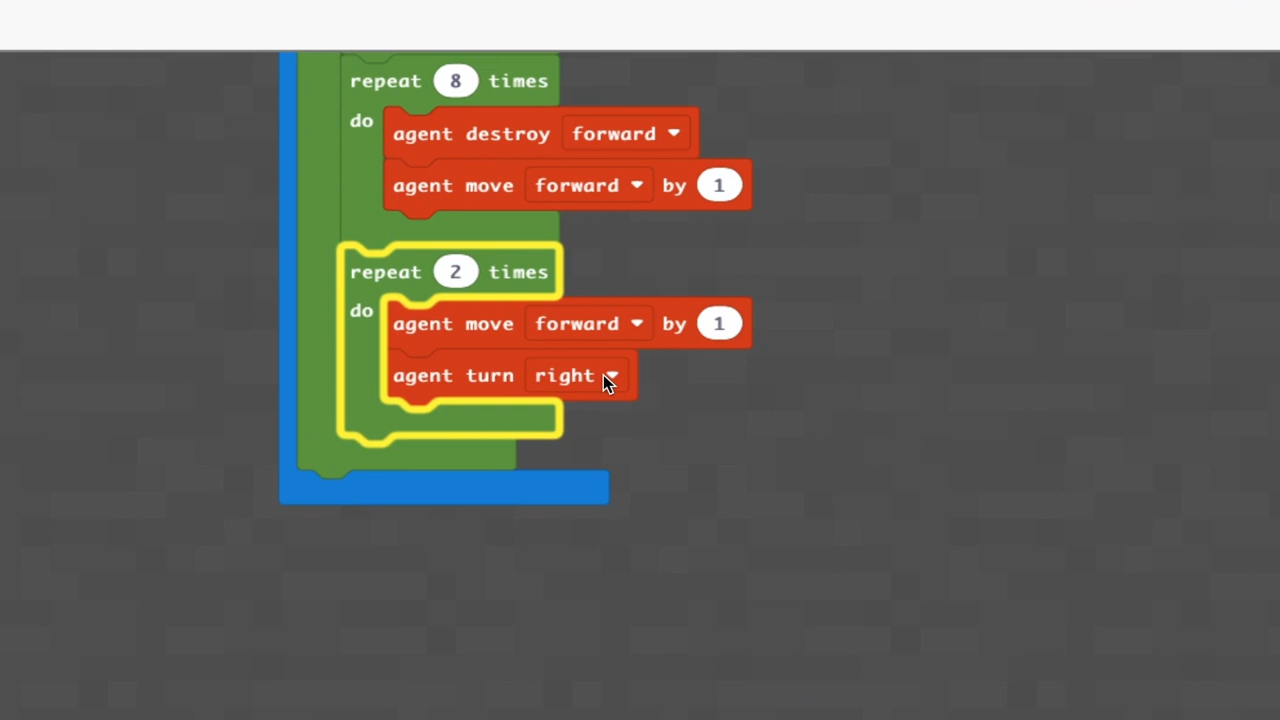 repeat 8 times
do
agent destroy forward
agent move forward by 1
repeat 2 times
do
agent move forward by 1
agent turn right